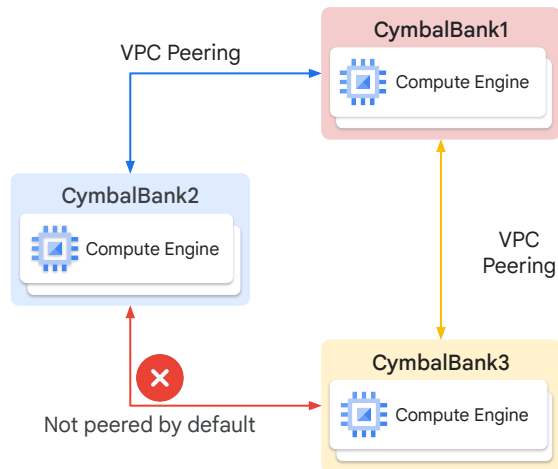 CymbalBank1
VPC Peering
Compute Engine
CymbalBank2
Compute Engine
VPC
Peering
CymbalBank3
Compute Engine
Not peered by default